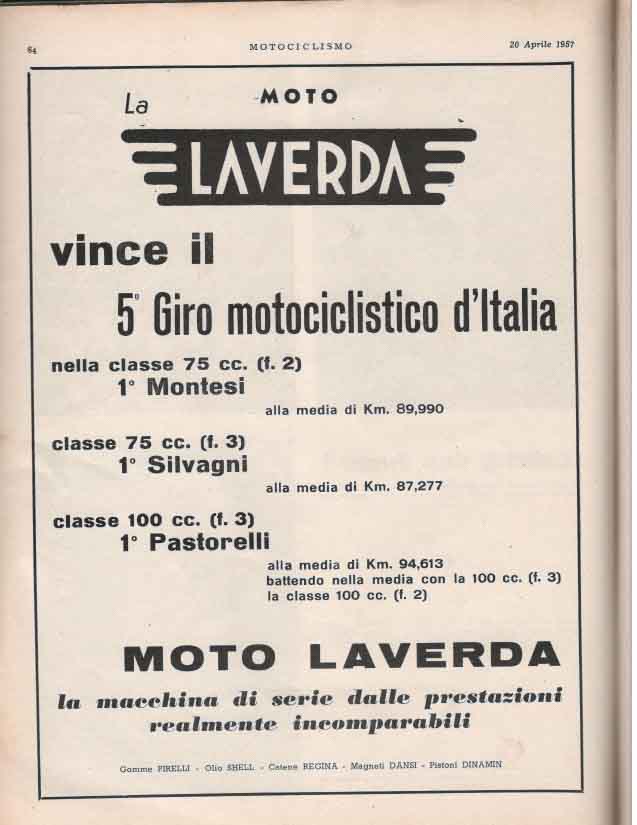 64 MOTOCICLISMO 20 Aprile 1957
La MOTO
LAVERDA
vince il
5° Giro motociclistico d'Italia
nella classe 75 cc. (f. 2)
1° Montesi
alla media di Km. 89,990
classe 75 cc. (f. 3)
1° Silvagni
alla media di Km. 87,277
classe 100 cc. (f. 3)
1° Pastorelli
alla media di Km. 94,613
battendo nella media con la 100 cc. (f. 3)
la classe 100 cc. (f. 2)
MOTO LAVERDA
la macchina di serie dalle prestazioni
realmente incomparabili
Gomme PIRELLI - Olio SHELL - Catene REGINA - Magneti DANSI - Pistoni DINAMIN